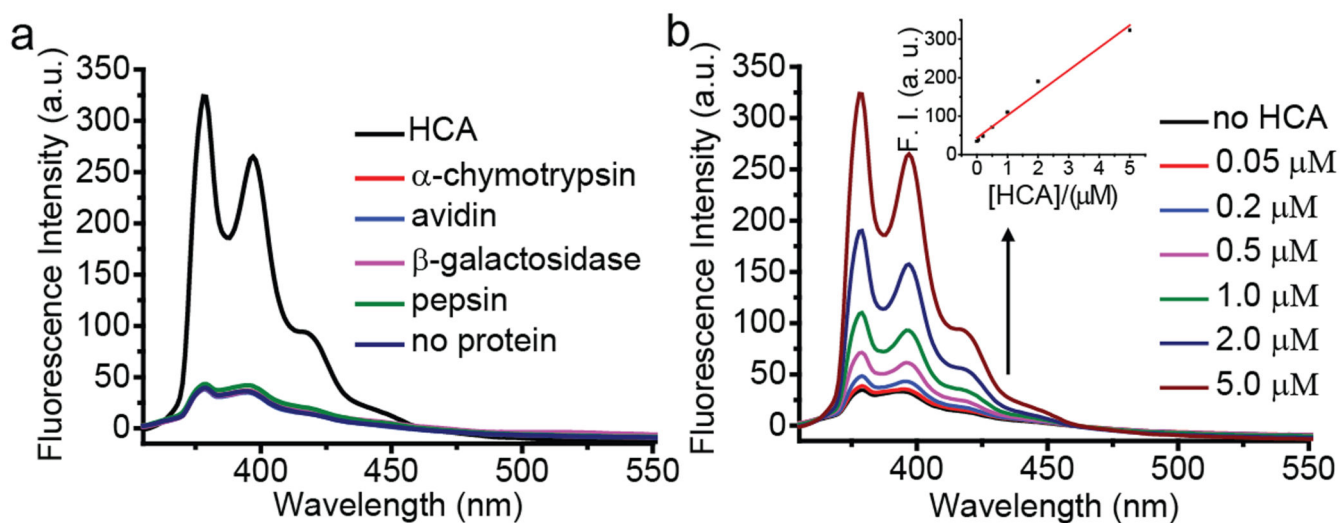 a
Fluorescence Intensity (a.u.)
350
300
250
200
150
100
50
0
400
450
500
550
Wavelength (nm)
HCA
α-chymotrypsin
avidin
β-galactosidase
pepsin
no protein
b
Fluorescence Intensity (a.u.)
350
300
250
200
150
100
50
0
400
450
500
550
Wavelength (nm)
F. I. (a. u.)
300
200
100
0
0
1
2
3
4
5
[HCA]/(μM)
no HCA
0.05 μM
0.2 μM
0.5 μM
1.0 μM
2.0 μM
5.0 μM